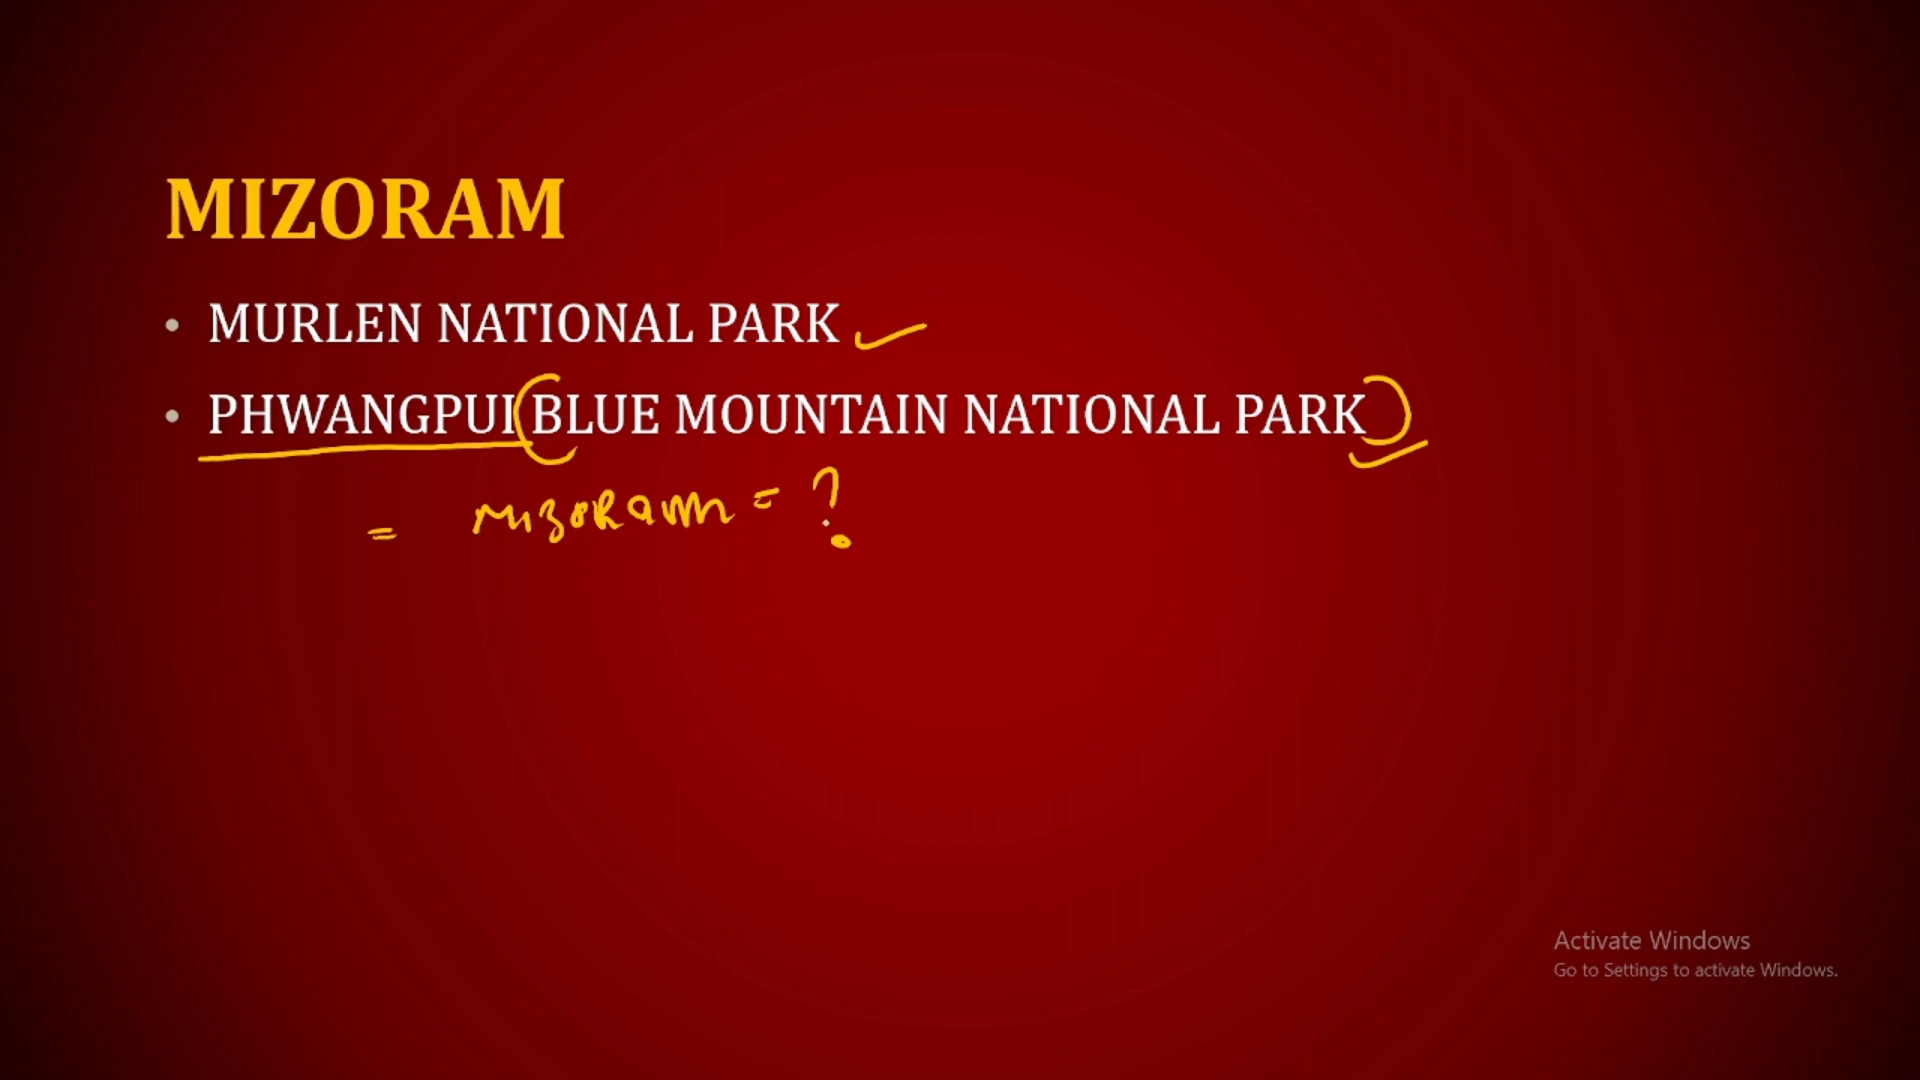 MIZORAM
• MURLEN NATIONAL PARK
• PHWANGPUI(BLUE MOUNTAIN NATIONAL PARK)
= MIZORAM = ?
Activate Windows
Go to Settings to activate Windows.